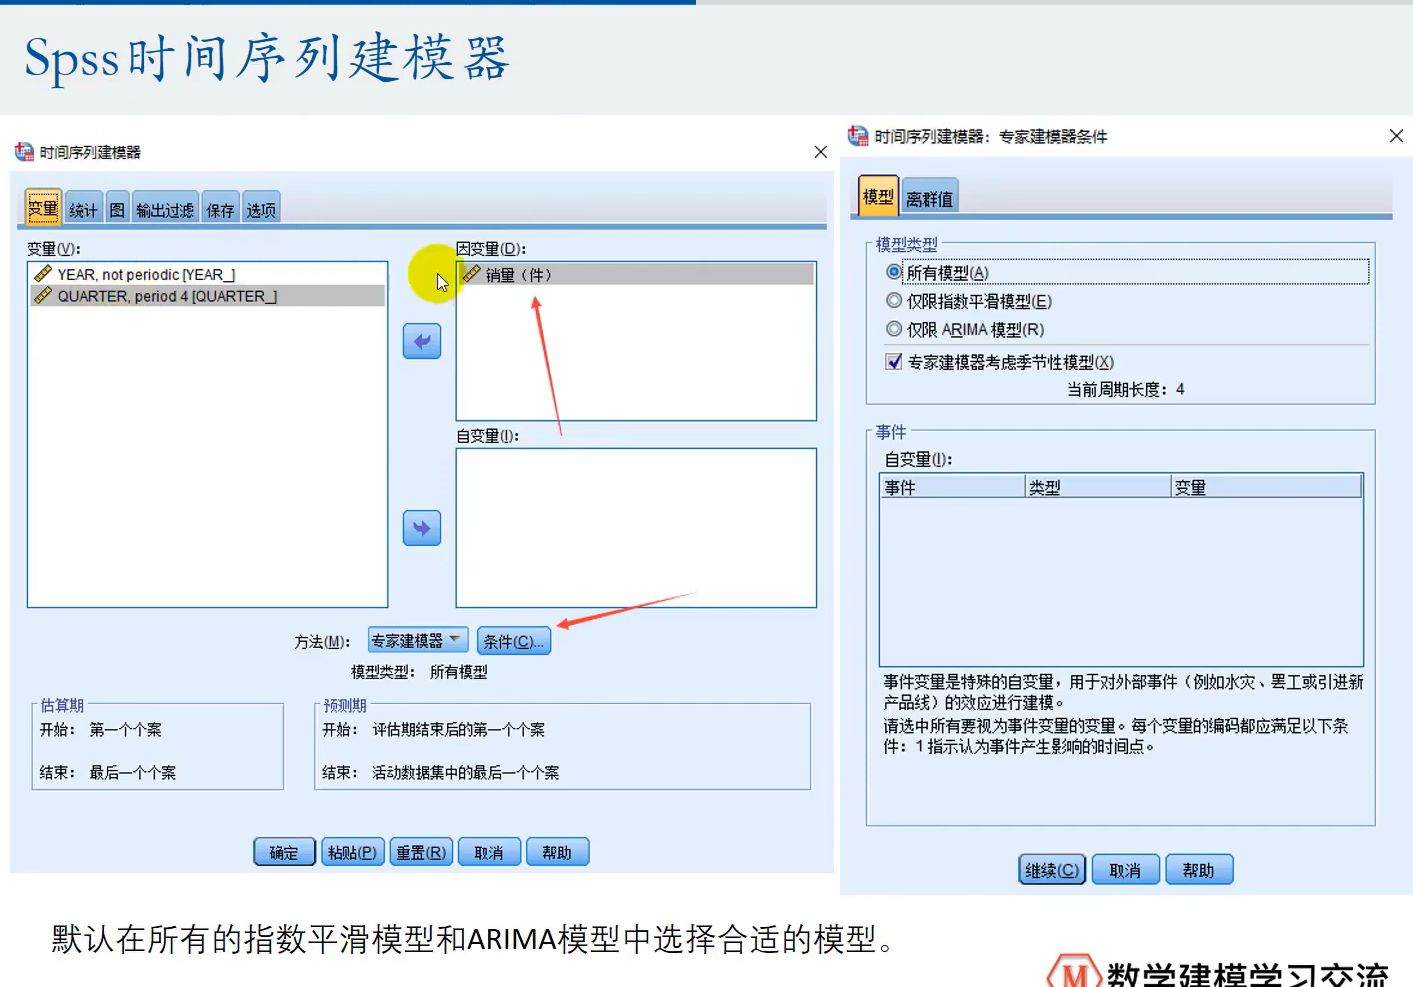 Spss时间序列建模器
时间序列建模器
变量 统计 图 输出过滤 保存 选项
变量(V):
YEAR, not periodic [YEAR_]
QUARTER, period 4 [QUARTER_]
因变量(D):
销量（件）
自变量(I):
方法(M): 专家建模器 条件(C)...
模型类型: 所有模型
估算期
开始: 第一个个案
结束: 最后一个个案
预测期
开始: 评估期结束后的第一个个案
结束: 活动数据集中的最后一个个案
确定 粘贴(P) 重置(R) 取消 帮助
时间序列建模器：专家建模器条件
模型 离群值
模型类型
所有模型(A)
仅限指数平滑模型(E)
仅限 ARIMA 模型(R)
专家建模器考虑季节性模型(X)
当前周期长度：4
事件
自变量(I):
事件 类型 变量
事件变量是特殊的自变量，用于对外部事件（例如水灾、罢工或引进新
产品线）的效应进行建模。
请选中所有要视为事件变量的变量。每个变量的编码都应满足以下条
件：1 指示认为事件产生影响的时间点。
继续(C) 取消 帮助
默认在所有的指数平滑模型和ARIMA模型中选择合适的模型。
M 数学建模学习交流